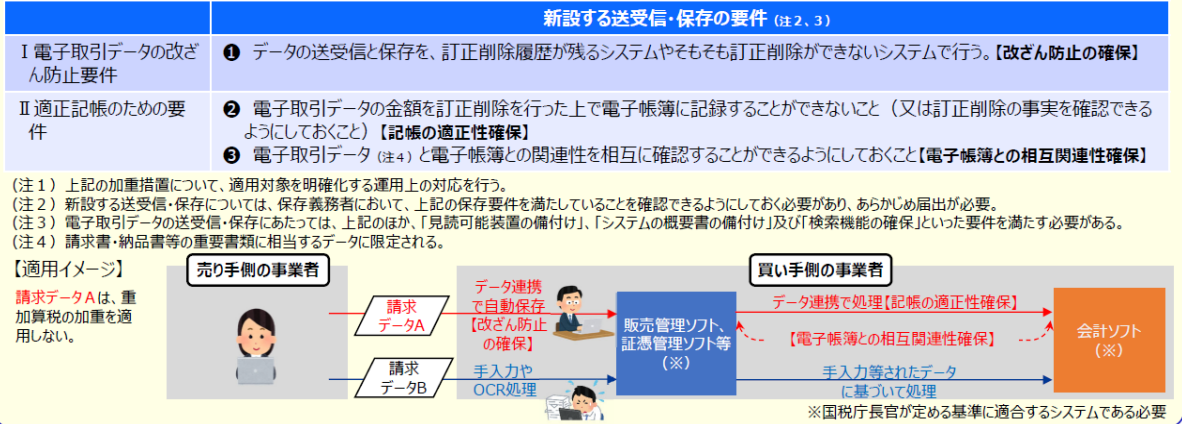 新設する送受信・保存の要件(注2、3)
Ⅰ電子取引データの改ざ
ん防止要件
❶ データの送受信と保存を、訂正削除履歴が残るシステムやそもそも訂正削除ができないシステムで行う。【改ざん防止の確保】
Ⅱ適正記帳のための要
件
❷ 電子取引データの金額を訂正削除を行った上で電子帳簿に記録することができないこと(又は訂正削除の事実を確認できる
ようにしておくこと)【記帳の適正性確保】
❸ 電子取引データ(注4)と電子帳簿との関連性を相互に確認することができるようにしておくこと【電子帳簿との相互関連性確保】
(注1)上記の加重措置について、適用対象を明確化する運用上の対応を行う。
(注2)新設する送受信・保存については、保存義務者において、上記の保存要件を満たしていることを確認できるようにしておく必要があり、あらかじめ届出が必要。
(注3)電子取引データの送受信・保存にあたっては、上記のほか、「見読可能装置の備付け」、「システムの概要書の備付け」及び「検索機能の確保」といった要件を満たす必要がある。
(注4)請求書・納品書等の重要書類に相当するデータに限定される。
【適用イメージ】
請求データAは、重
加算税の加重を適
用しない。
売り手側の事業者
買い手側の事業者
請求
データA
データ連携
で自動保存
【改ざん防止
の確保】
請求
データB
手入力や
OCR処理
販売管理ソフト、
証憑管理ソフト等
(※)
データ連携で処理【記帳の適正性確保】
【電子帳簿との相互関連性確保】
手入力等されたデータ
に基づいて処理
会計ソフト
(※)
※国税庁長官が定める基準に適合するシステムである必要